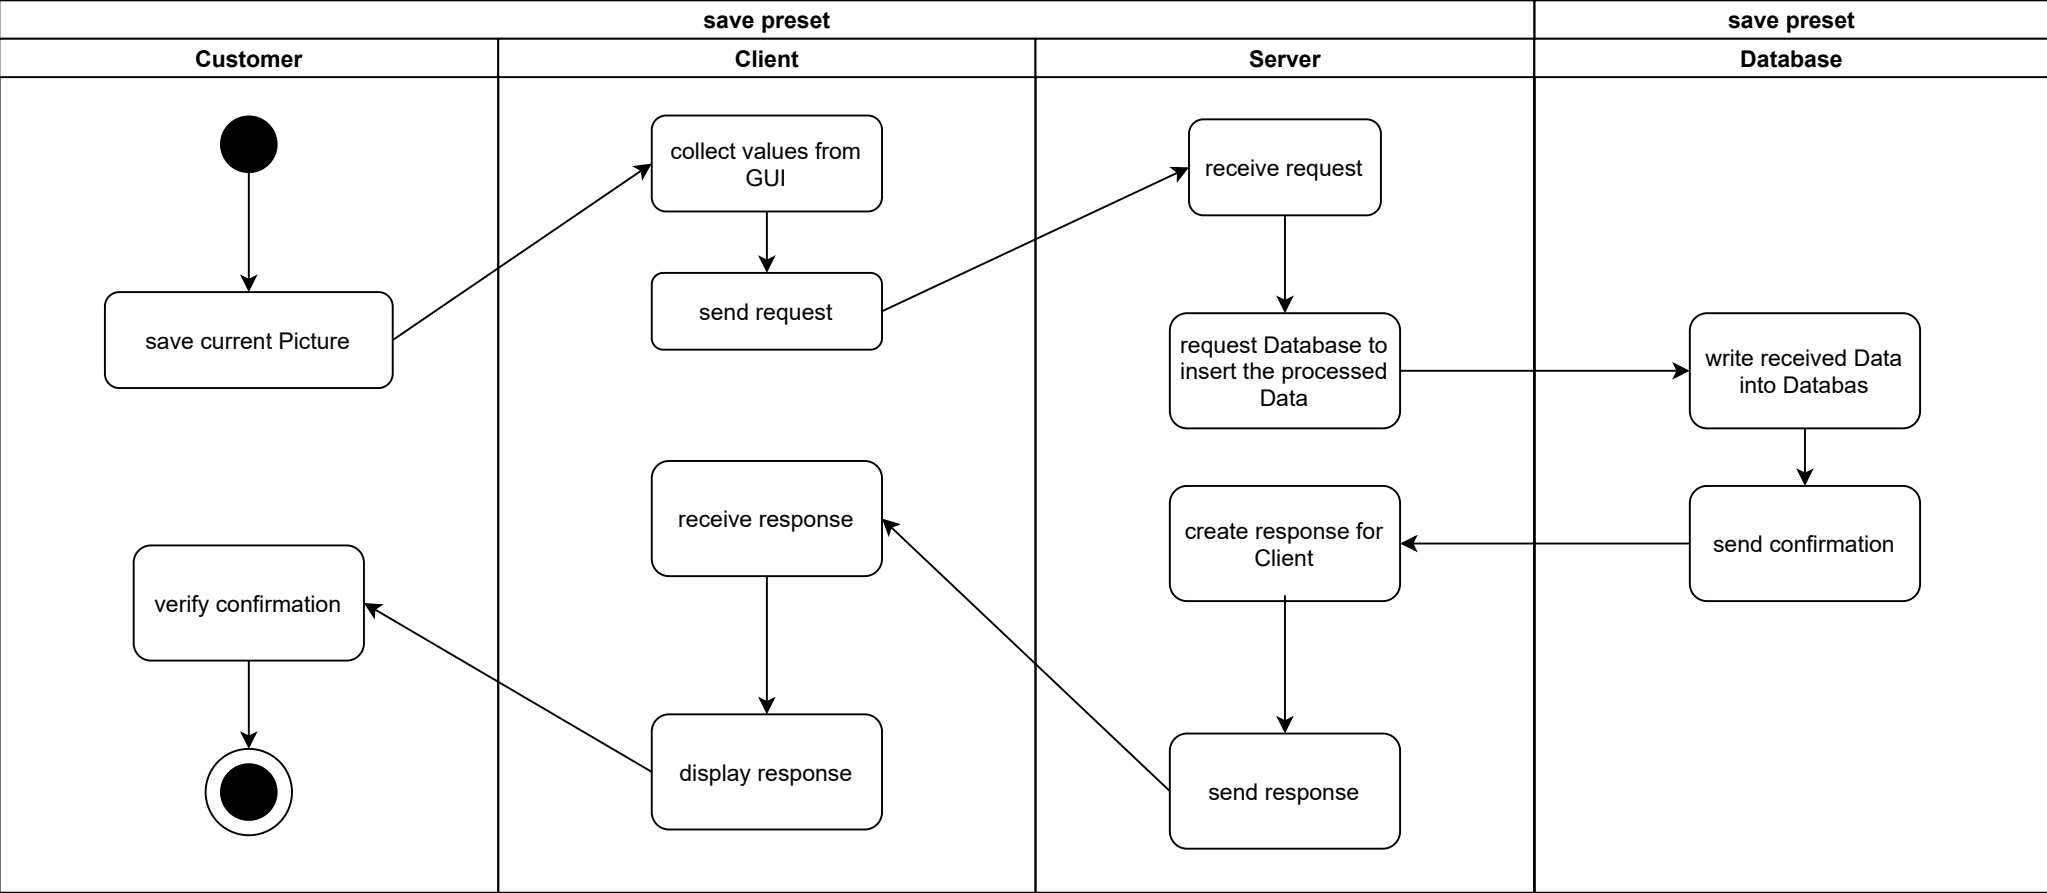 save preset
save preset
Customer
Client
Server
Database
collect values from
GUI
receive request
send request
save current Picture
request Database to
insert the processed
Data
write received Data
into Databas
receive response
create response for
Client
send confirmation
verify confirmation
display response
send response